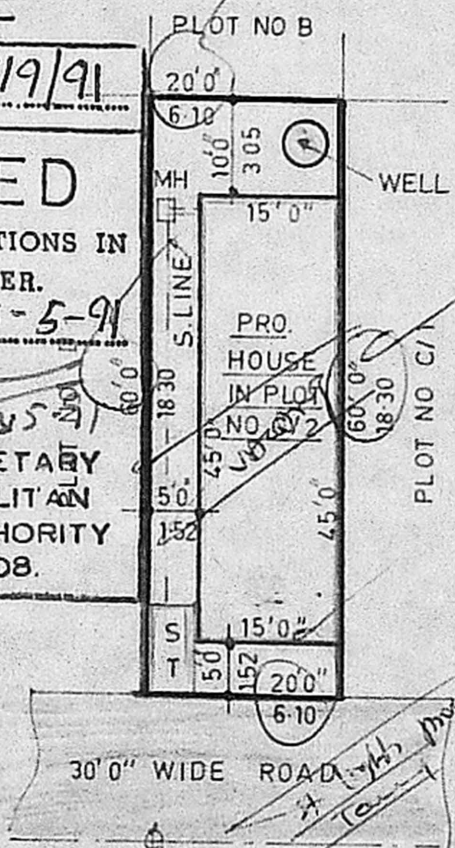 PLOT NO B
19/91
20'0"
6·10
10'0"
3 05
WELL
ED
MH
15'0"
TIONS IN
ER.
-5-91
S.LINE
PRO.
HOUSE
IN PLOT
NO C/2
60'0"
18·30
45'0"
60'0"
18·30
PLOT NO C/1
PLOT NO
ETARY
LITAN
HORITY
08.
5'0"
1·52
45'0"
S
T
15'0"
5'0
1·52
20'0"
6·10
30'0" WIDE ROAD